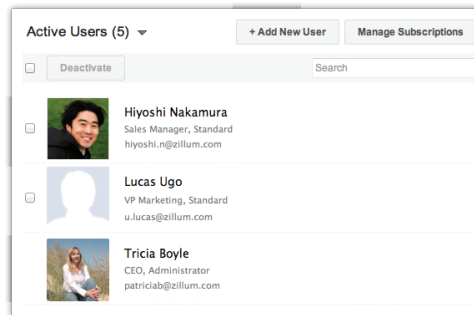 Active Users (5)
+ Add New User
Manage Subscriptions
Deactivate
Search
Hiyoshi Nakamura
Sales Manager, Standard
hiyoshi.n@zillum.com
Lucas Ugo
VP Marketing, Standard
u.lucas@zillum.com
Tricia Boyle
CEO, Administrator
patriciab@zillum.com